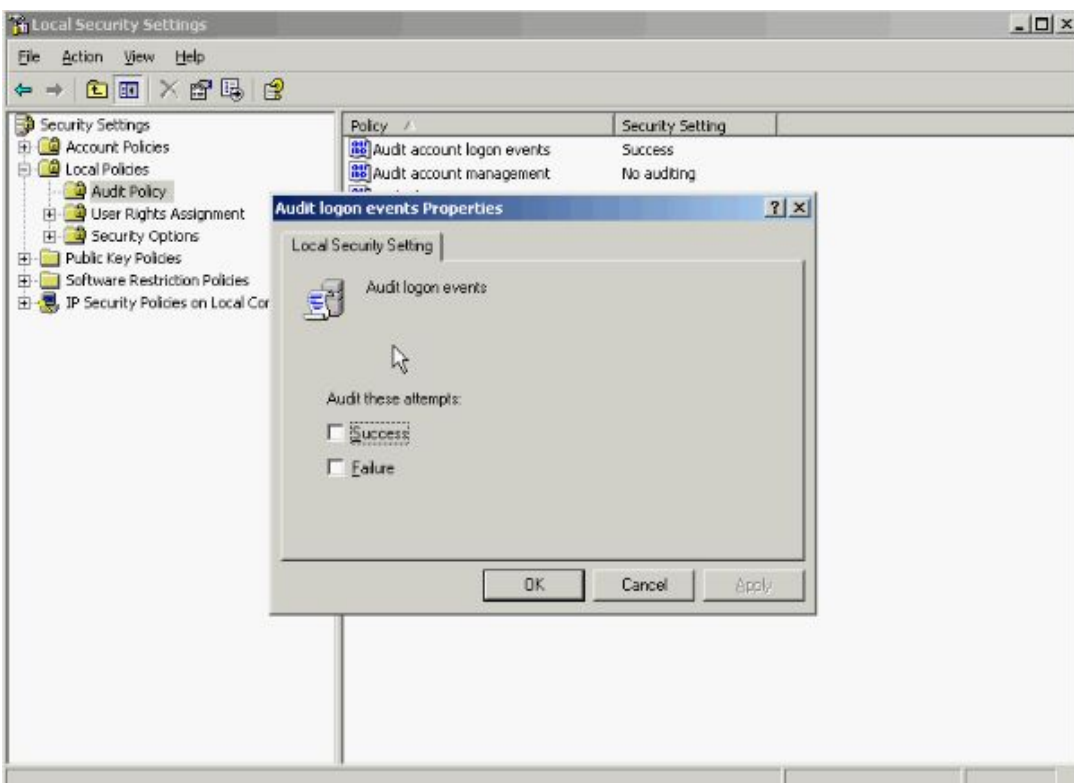 Local Security Settings
File Action View Help
Security Settings
Account Policies
Local Policies
Audit Policy
User Rights Assignment
Security Options
Public Key Policies
Software Restriction Policies
IP Security Policies on Local Cor
Policy Security Setting
Audit account logon events Success
Audit account management No auditing
Audit logon events Properties
Local Security Setting
Audit logon events
Audit these attempts:
Success
Failure
OK Cancel Apply